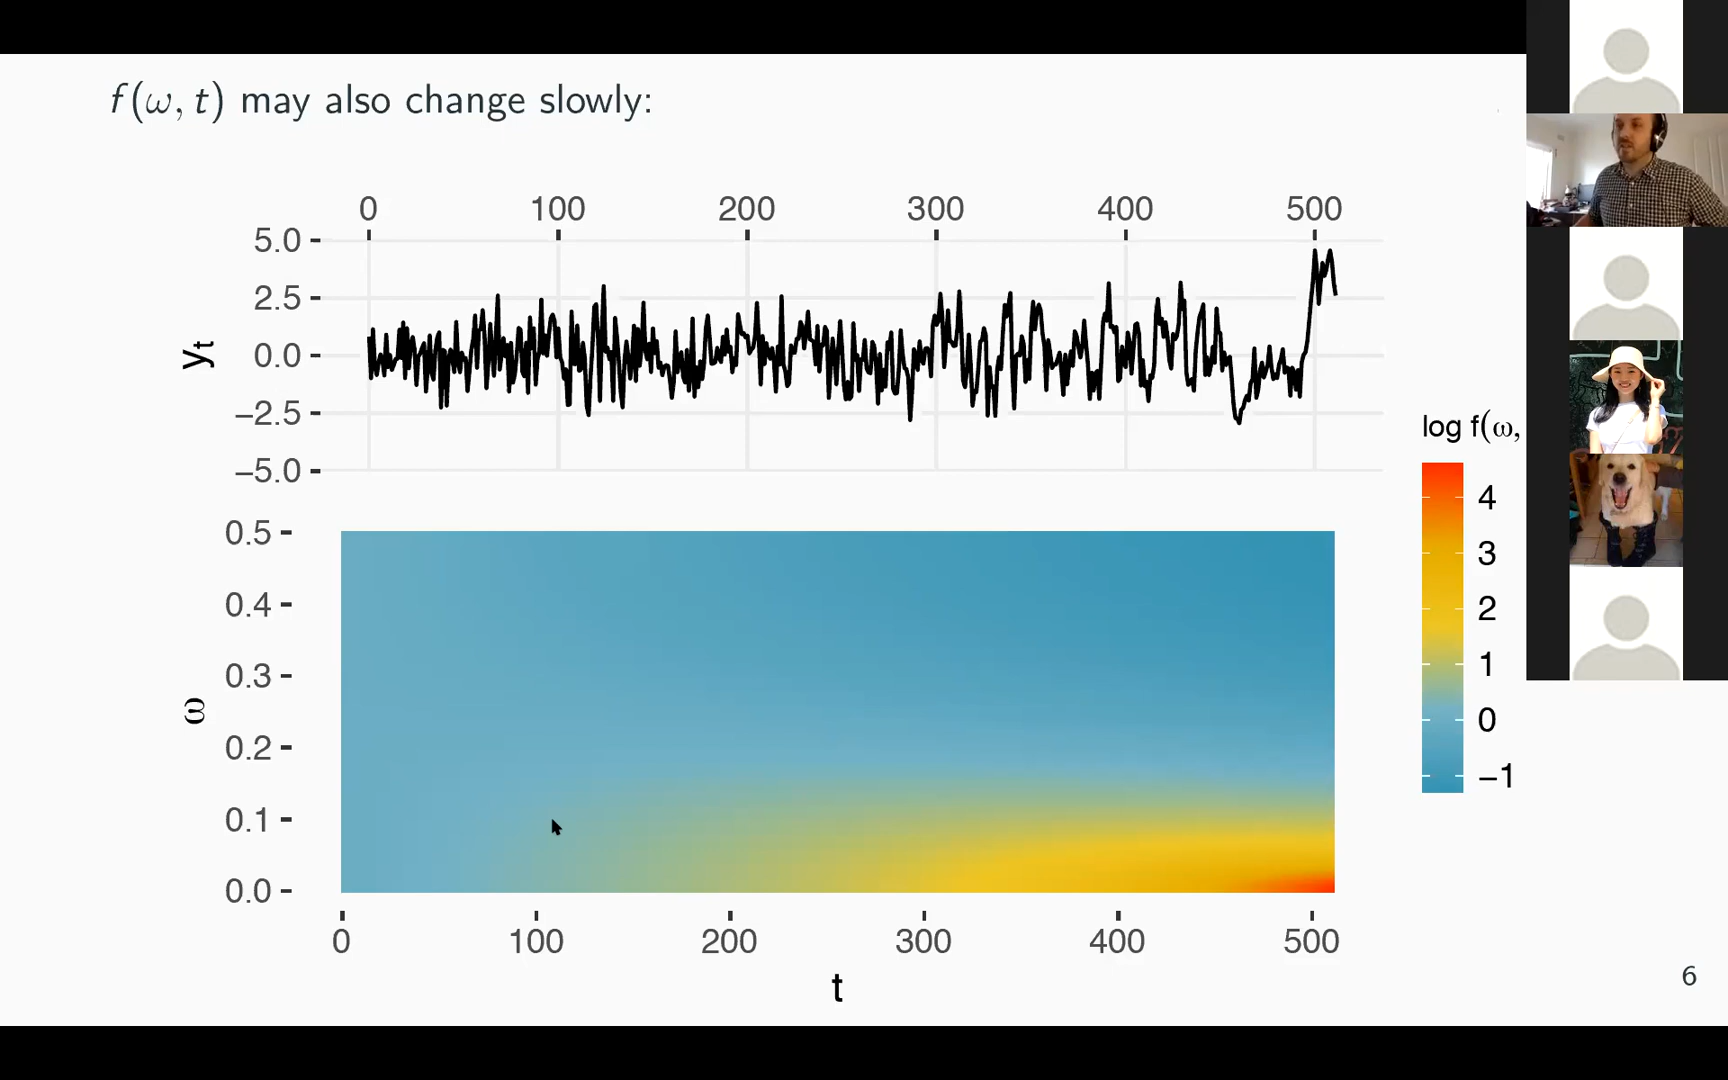 f(ω, t) may also change slowly:
0 100 200 300 400 500
5.0
2.5
0.0
−2.5
−5.0
yt
log f(ω,
4
3
2
1
0
−1
0.5
0.4
0.3
0.2
0.1
0.0
ω
0 100 200 300 400 500
t
6